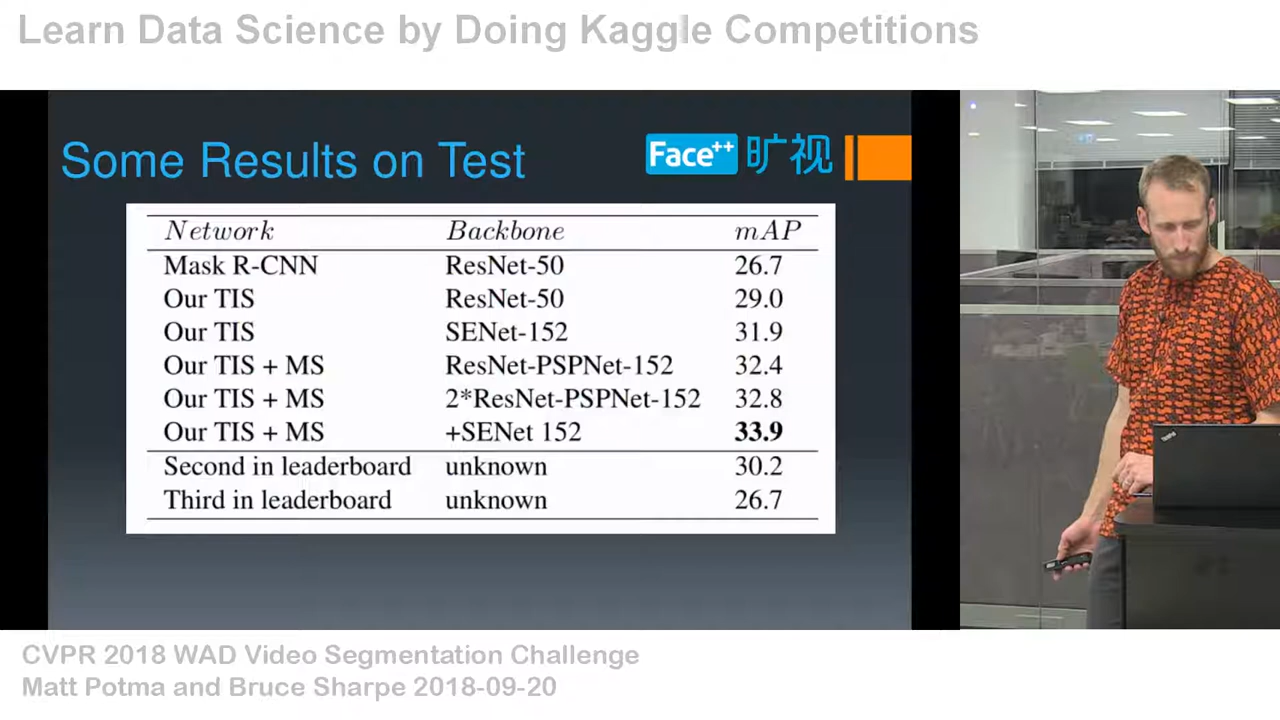 Learn Data Science by Doing Kaggle Competitions
Some Results on Test
Face++ 旷视
Network Backbone mAP
Mask R-CNN ResNet-50 26.7
Our TIS ResNet-50 29.0
Our TIS SENet-152 31.9
Our TIS + MS ResNet-PSPNet-152 32.4
Our TIS + MS 2*ResNet-PSPNet-152 32.8
Our TIS + MS +SENet 152 33.9
Second in leaderboard unknown 30.2
Third in leaderboard unknown 26.7
ThinkPad
CVPR 2018 WAD Video Segmentation Challenge
Matt Potma and Bruce Sharpe 2018-09-20